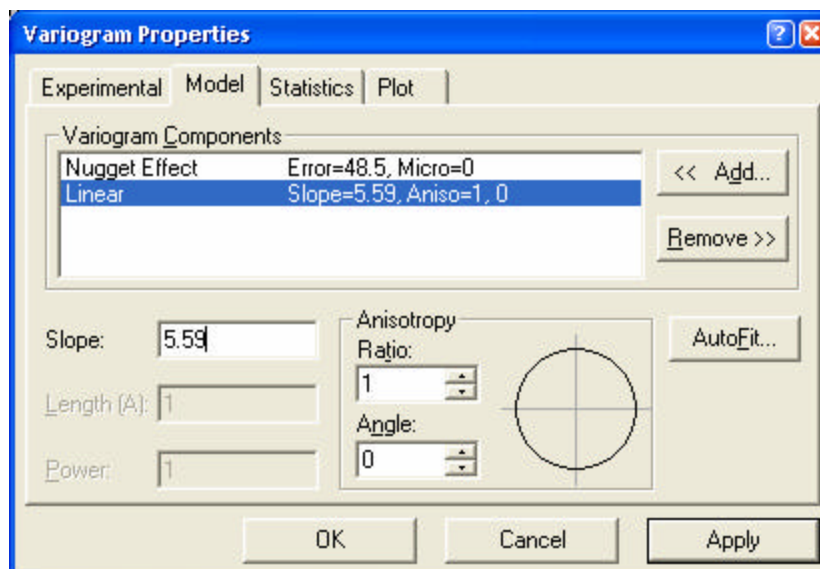 Variogram Properties
Experimental Model Statistics Plot
Variogram Components
Nugget Effect Error=48.5, Micro=0
Linear Slope=5.59, Aniso=1, 0
<< Add...
Remove >>
Slope: 5.59
Length (A): 1
Power: 1
Anisotropy
Ratio:
1
Angle:
0
AutoFit...
OK Cancel Apply